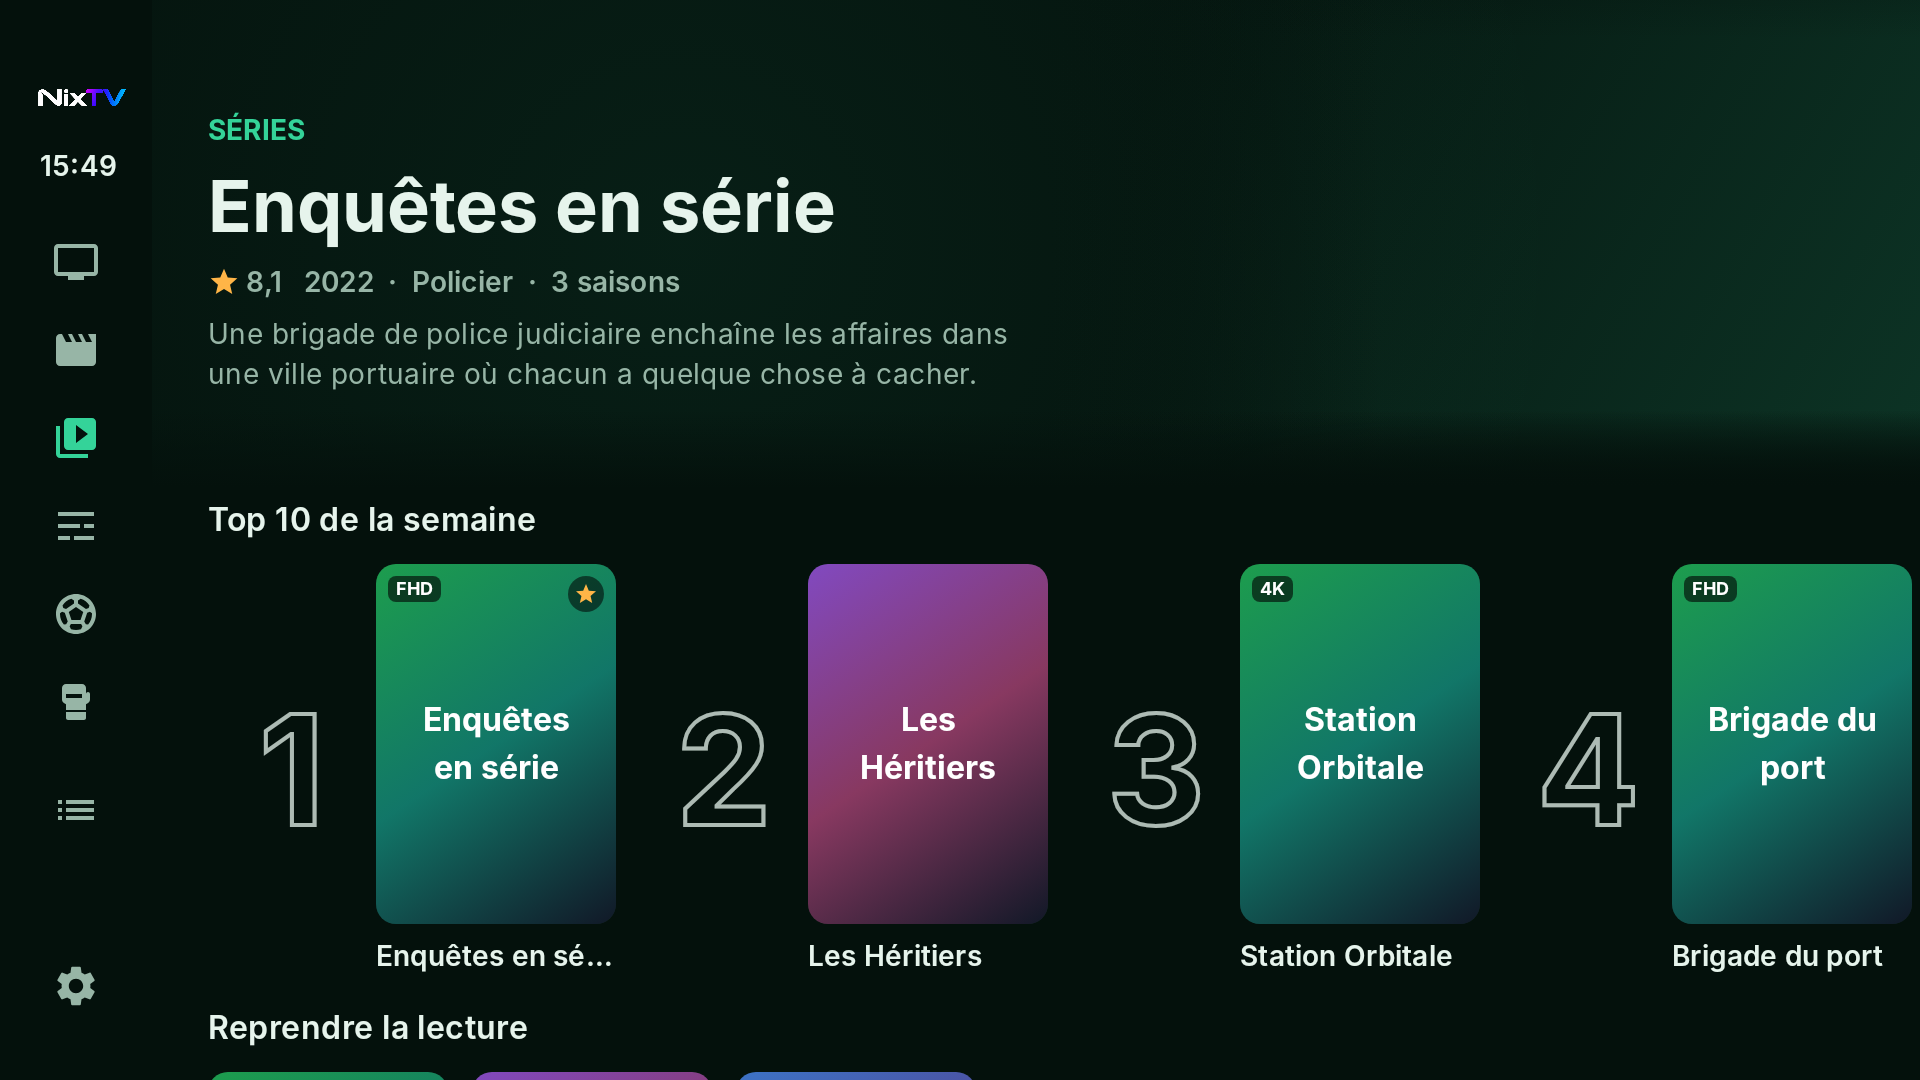 NixTV
15:49
SÉRIES
Enquêtes en série
8,1 2022 · Policier · 3 saisons
Une brigade de police judiciaire enchaîne les affaires dans
une ville portuaire où chacun a quelque chose à cacher.
Top 10 de la semaine
1
FHD
Enquêtes
en série
Enquêtes en sé...
2
Les
Héritiers
Les Héritiers
3
4K
Station
Orbitale
Station Orbitale
4
FHD
Brigade du
port
Brigade du port
Reprendre la lecture